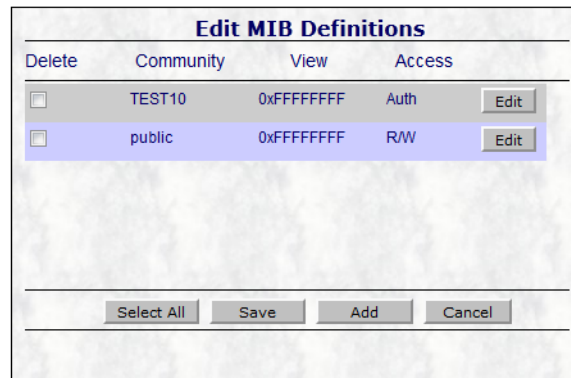 Edit MIB Definitions
Delete Community View Access
TEST10 0xFFFFFFFF Auth Edit
public 0xFFFFFFFF R/W Edit
Select All Save Add Cancel